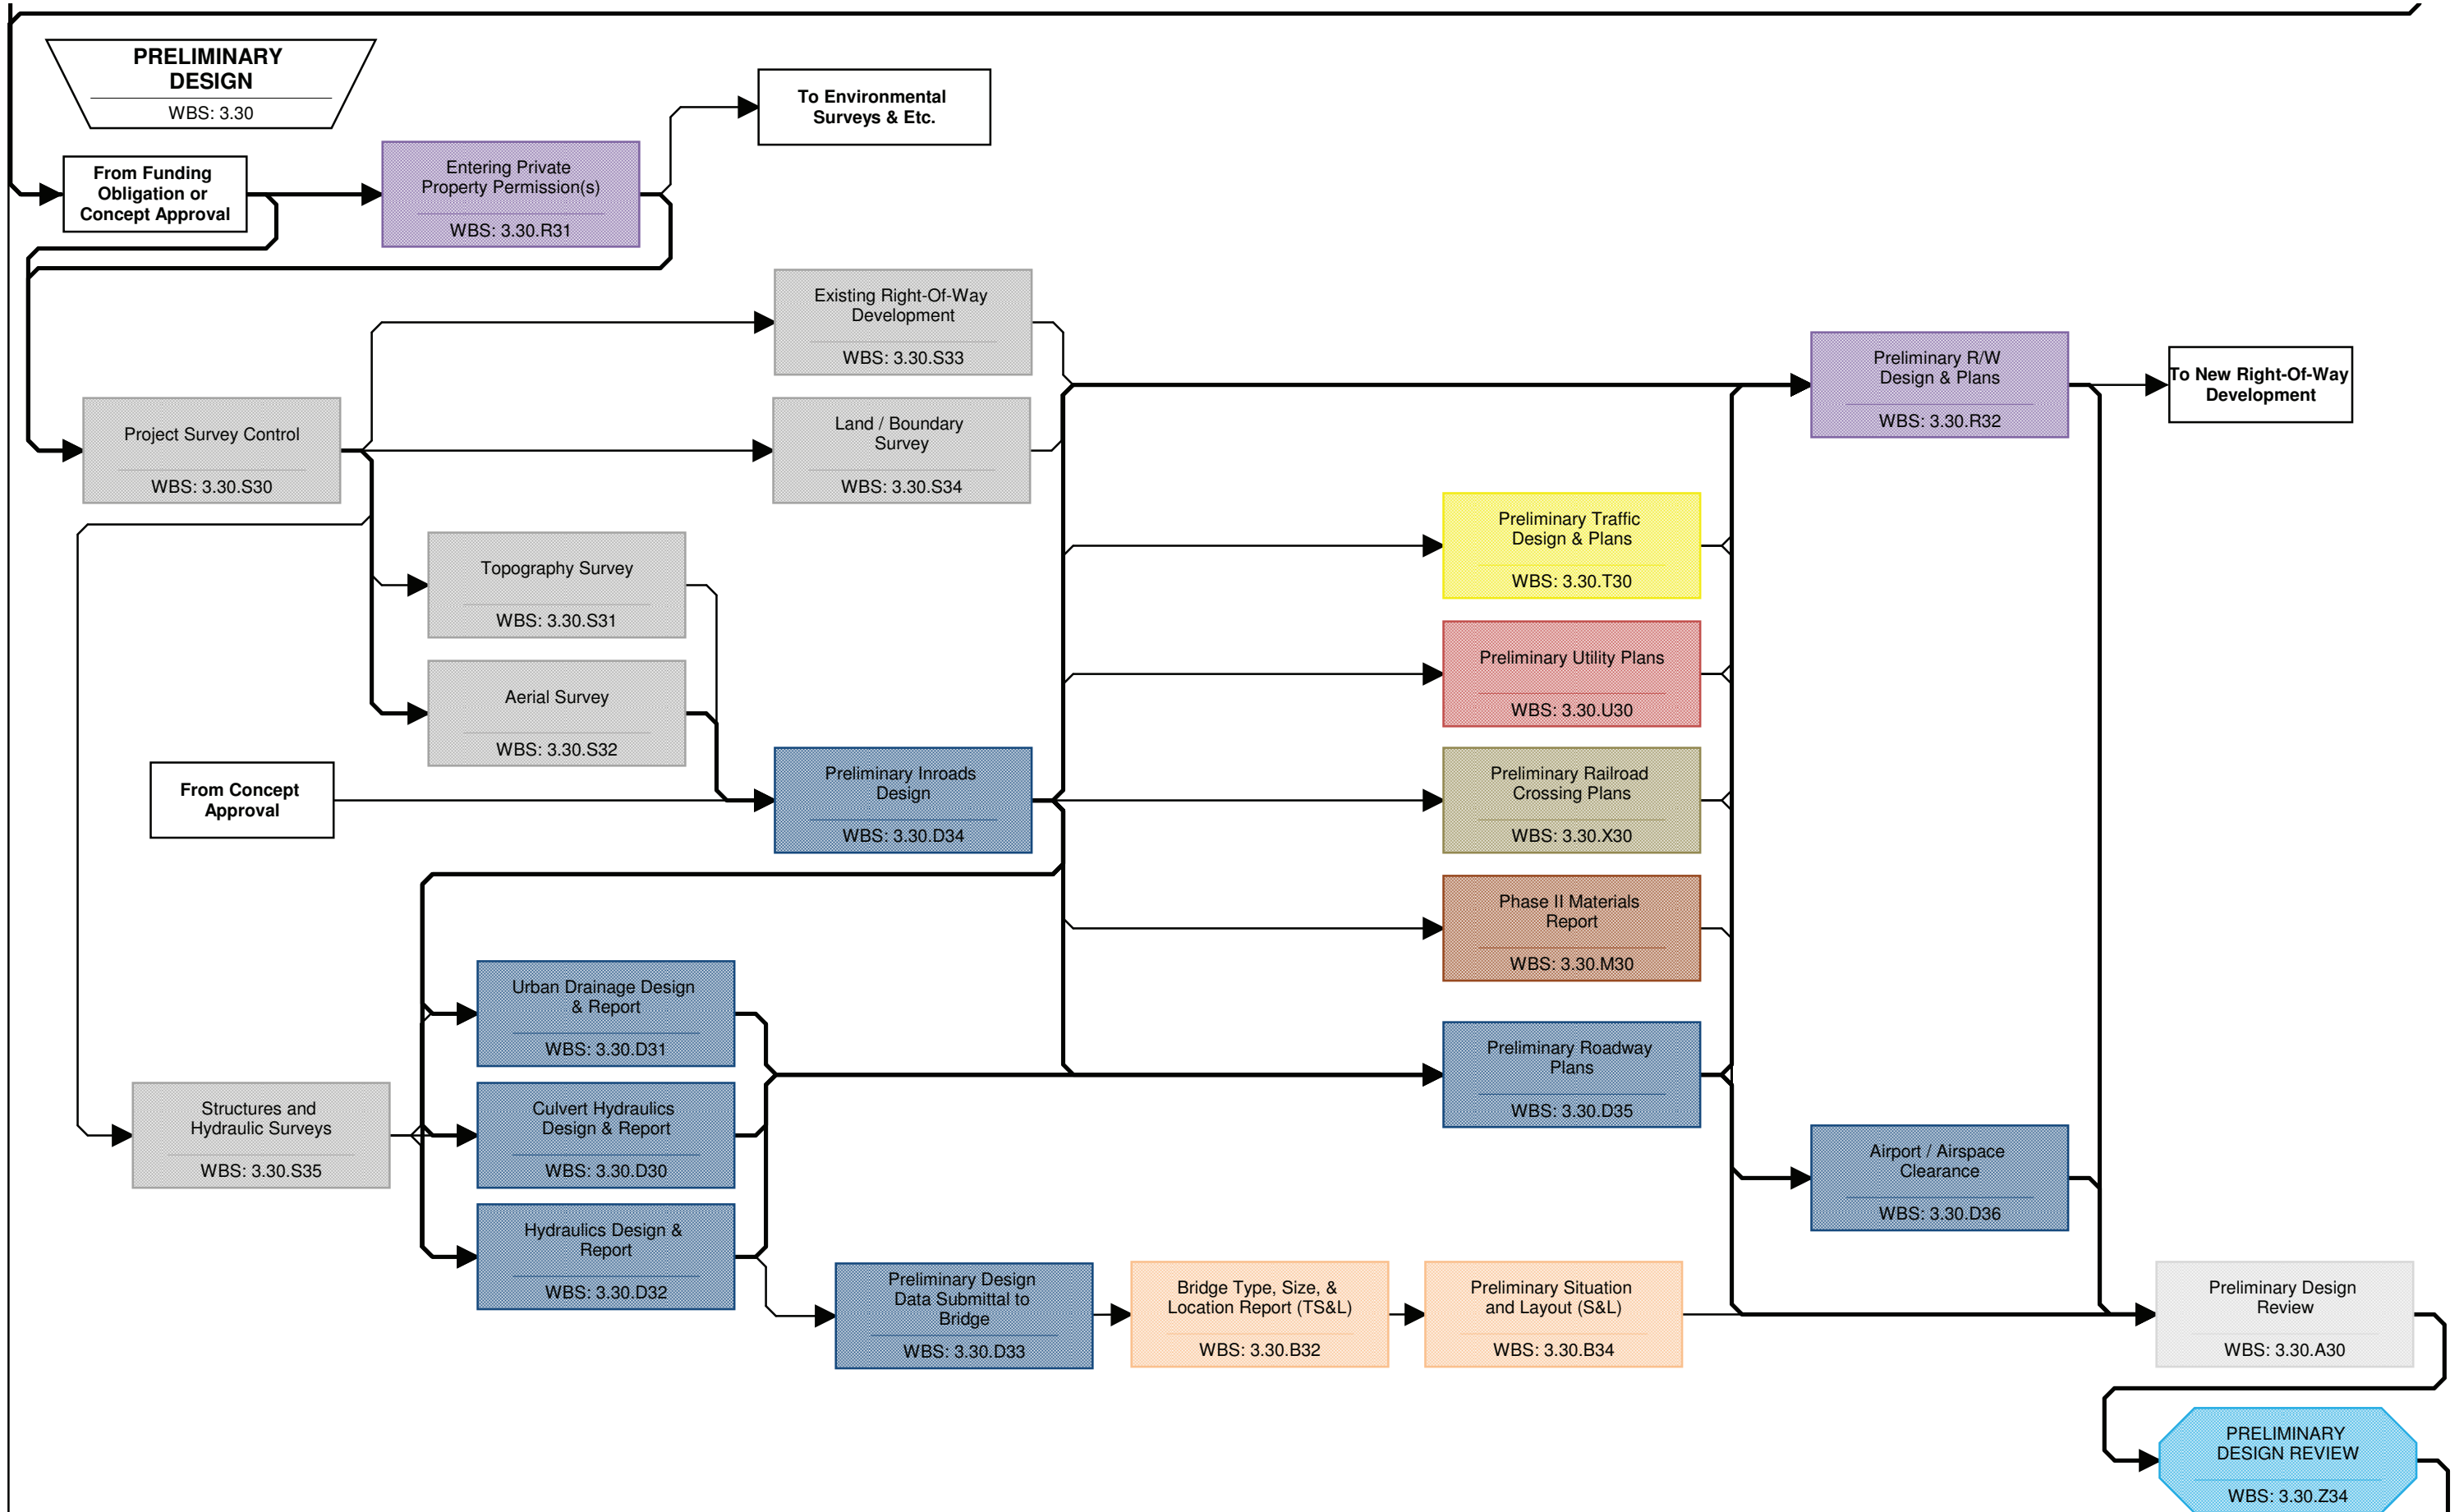 PRELIMINARY
DESIGN
WBS: 3.30
To Environmental
Surveys & Etc.
From Funding
Obligation or
Concept Approval
Entering Private
Property Permission(s)
WBS: 3.30.R31
Existing Right-Of-Way
Development
WBS: 3.30.S33
Preliminary R/W
Design & Plans
WBS: 3.30.R32
To New Right-Of-Way
Development
Project Survey Control
WBS: 3.30.S30
Land / Boundary
Survey
WBS: 3.30.S34
Preliminary Traffic
Design & Plans
WBS: 3.30.T30
Topography Survey
WBS: 3.30.S31
Preliminary Utility Plans
WBS: 3.30.U30
Aerial Survey
WBS: 3.30.S32
From Concept
Approval
Preliminary Inroads
Design
WBS: 3.30.D34
Preliminary Railroad
Crossing Plans
WBS: 3.30.X30
Phase II Materials
Report
WBS: 3.30.M30
Urban Drainage Design
& Report
WBS: 3.30.D31
Preliminary Roadway
Plans
WBS: 3.30.D35
Structures and
Hydraulic Surveys
WBS: 3.30.S35
Culvert Hydraulics
Design & Report
WBS: 3.30.D30
Airport / Airspace
Clearance
WBS: 3.30.D36
Hydraulics Design &
Report
WBS: 3.30.D32
Preliminary Design
Data Submittal to
Bridge
WBS: 3.30.D33
Bridge Type, Size, &
Location Report (TS&L)
WBS: 3.30.B32
Preliminary Situation
and Layout (S&L)
WBS: 3.30.B34
Preliminary Design
Review
WBS: 3.30.A30
PRELIMINARY
DESIGN REVIEW
WBS: 3.30.Z34